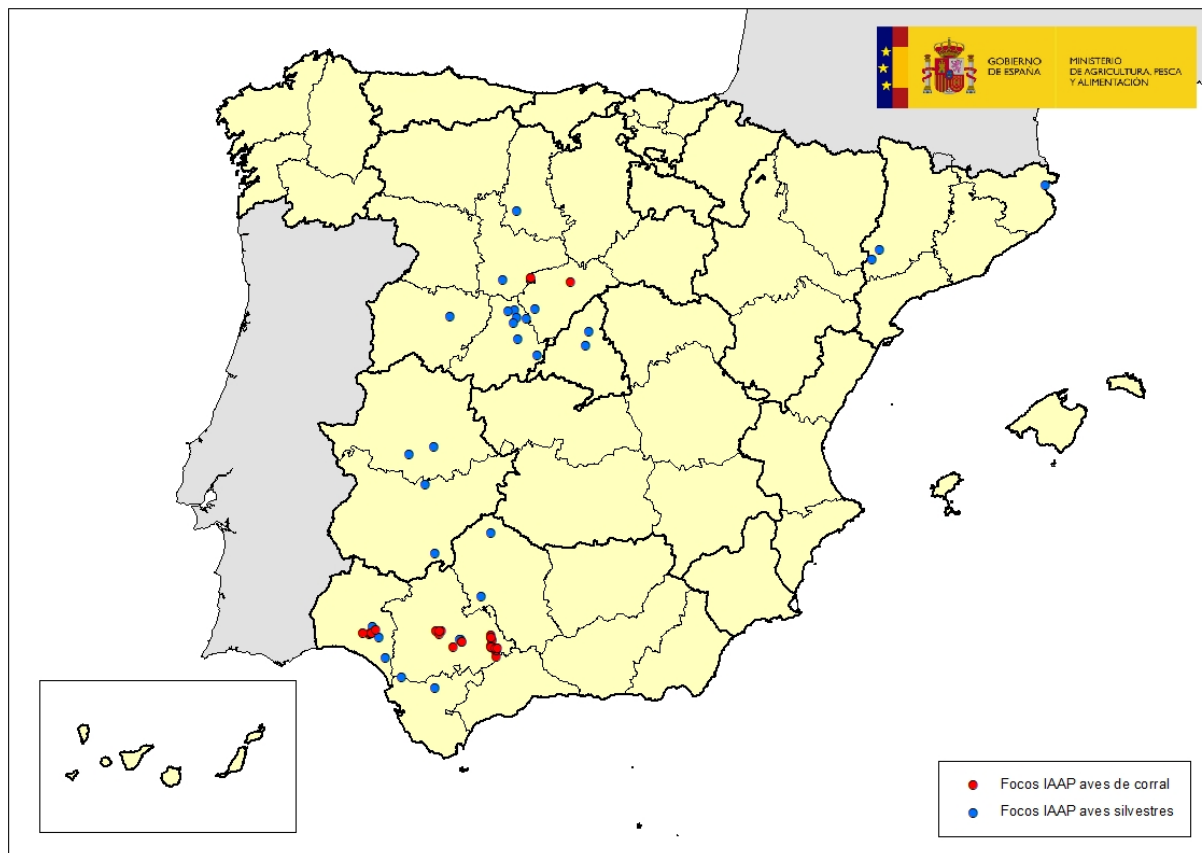 GOBIERNO
DE ESPAÑA
MINISTERIO
DE AGRICULTURA, PESCA
Y ALIMENTACIÓN
Focos IAAP aves de corral
Focos IAAP aves silvestres